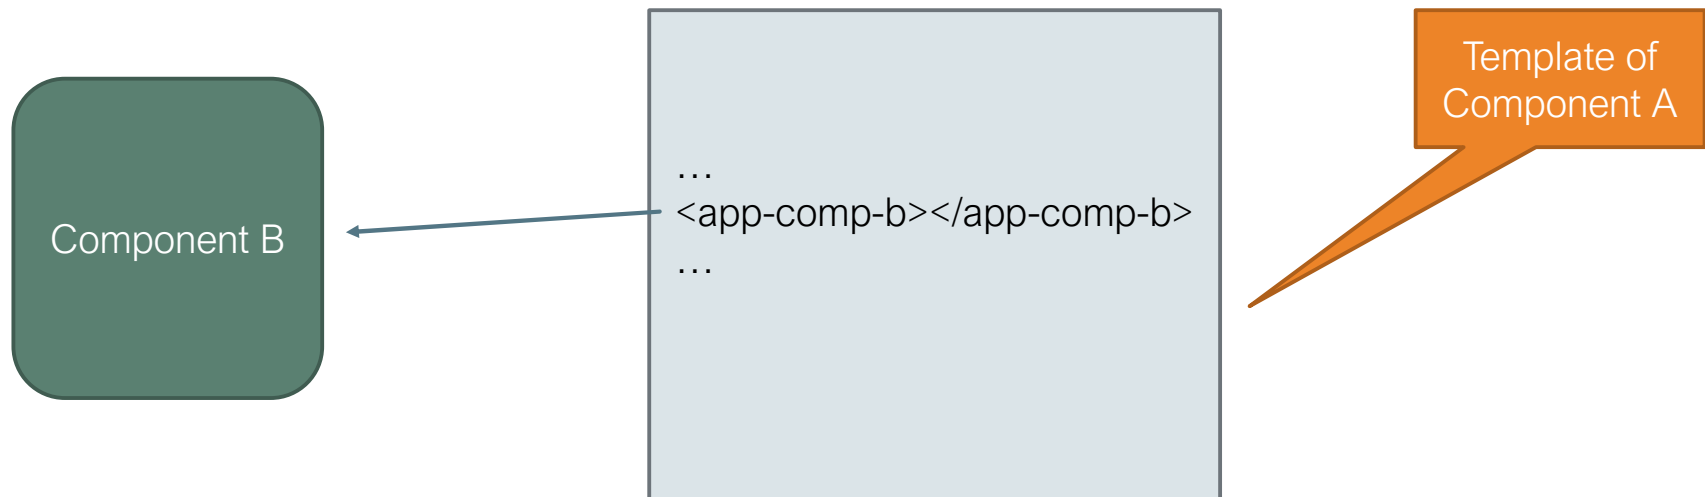 Component B
…
<app-comp-b></app-comp-b>
…
Template of
Component A